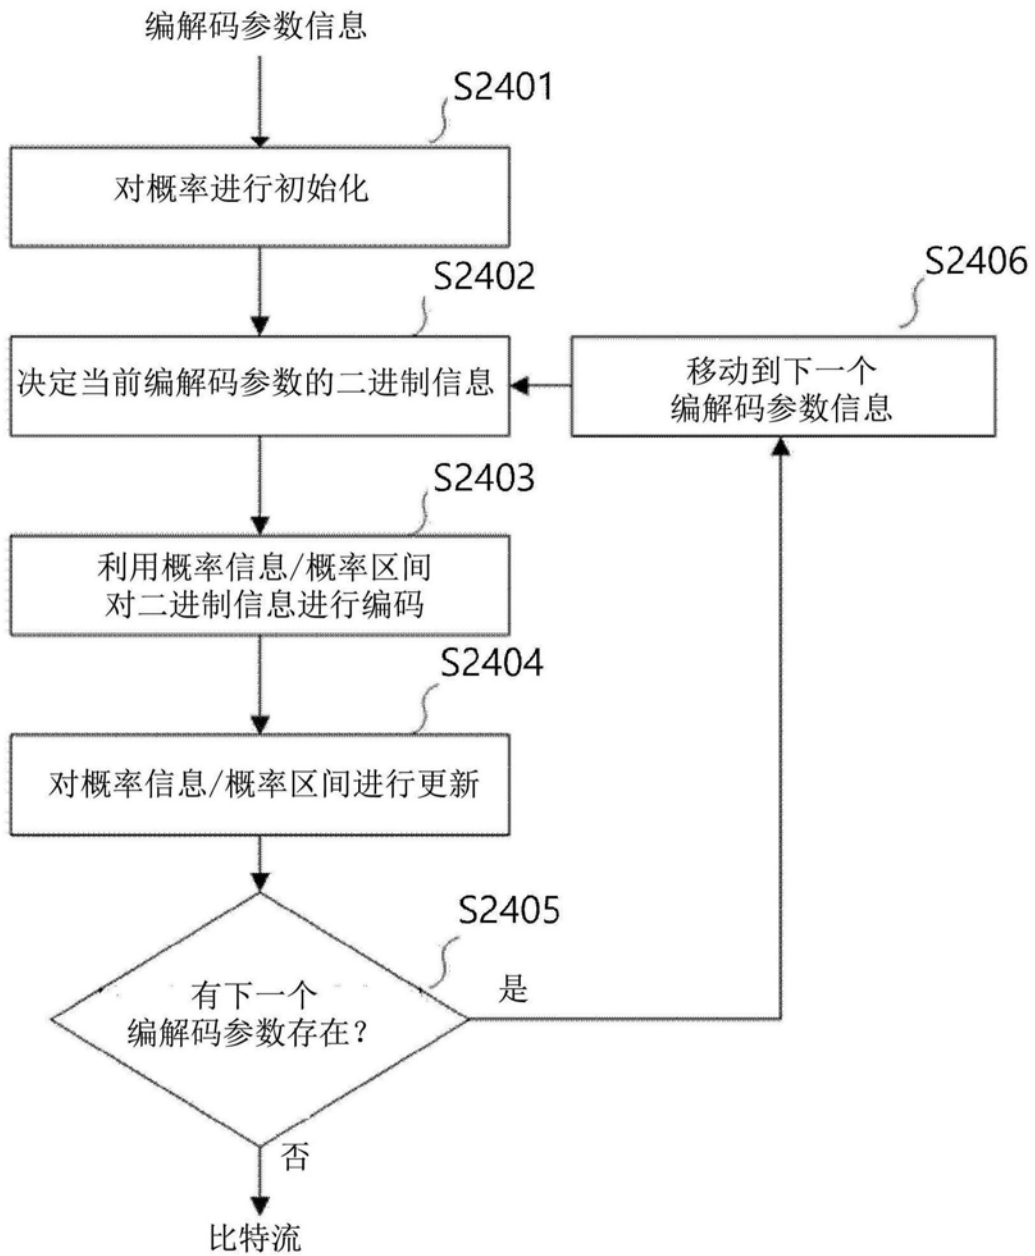 编解码参数信息
S2401
对概率进行初始化
S2402
决定当前编解码参数的二进制信息
S2406
移动到下一个
编解码参数信息
S2403
利用概率信息/概率区间
对二进制信息进行编码
S2404
对概率信息/概率区间进行更新
S2405
有下一个
编解码参数存在?
是
否
比特流